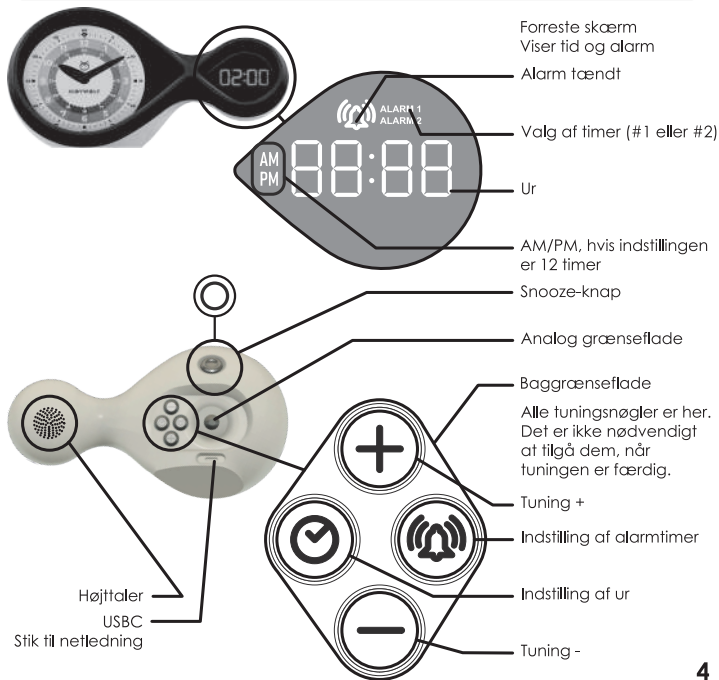 Forreste skærm
Viser tid og alarm
Alarm tændt
Valg af timer (#1 eller #2)
Ur
AM/PM, hvis indstillingen
er 12 timer
02:00
ALARM 1
ALARM 2
AM
PM
88:88
Snooze-knap
Analog grænseflade
Baggrænseflade
Alle tuningsnøgler er her.
Det er ikke nødvendigt
at tilgå dem, når
tuningen er færdig.
Tuning +
Indstilling af alarmtimer
Indstilling af ur
Tuning -
Højttaler
USBC
Stik til netledning
4